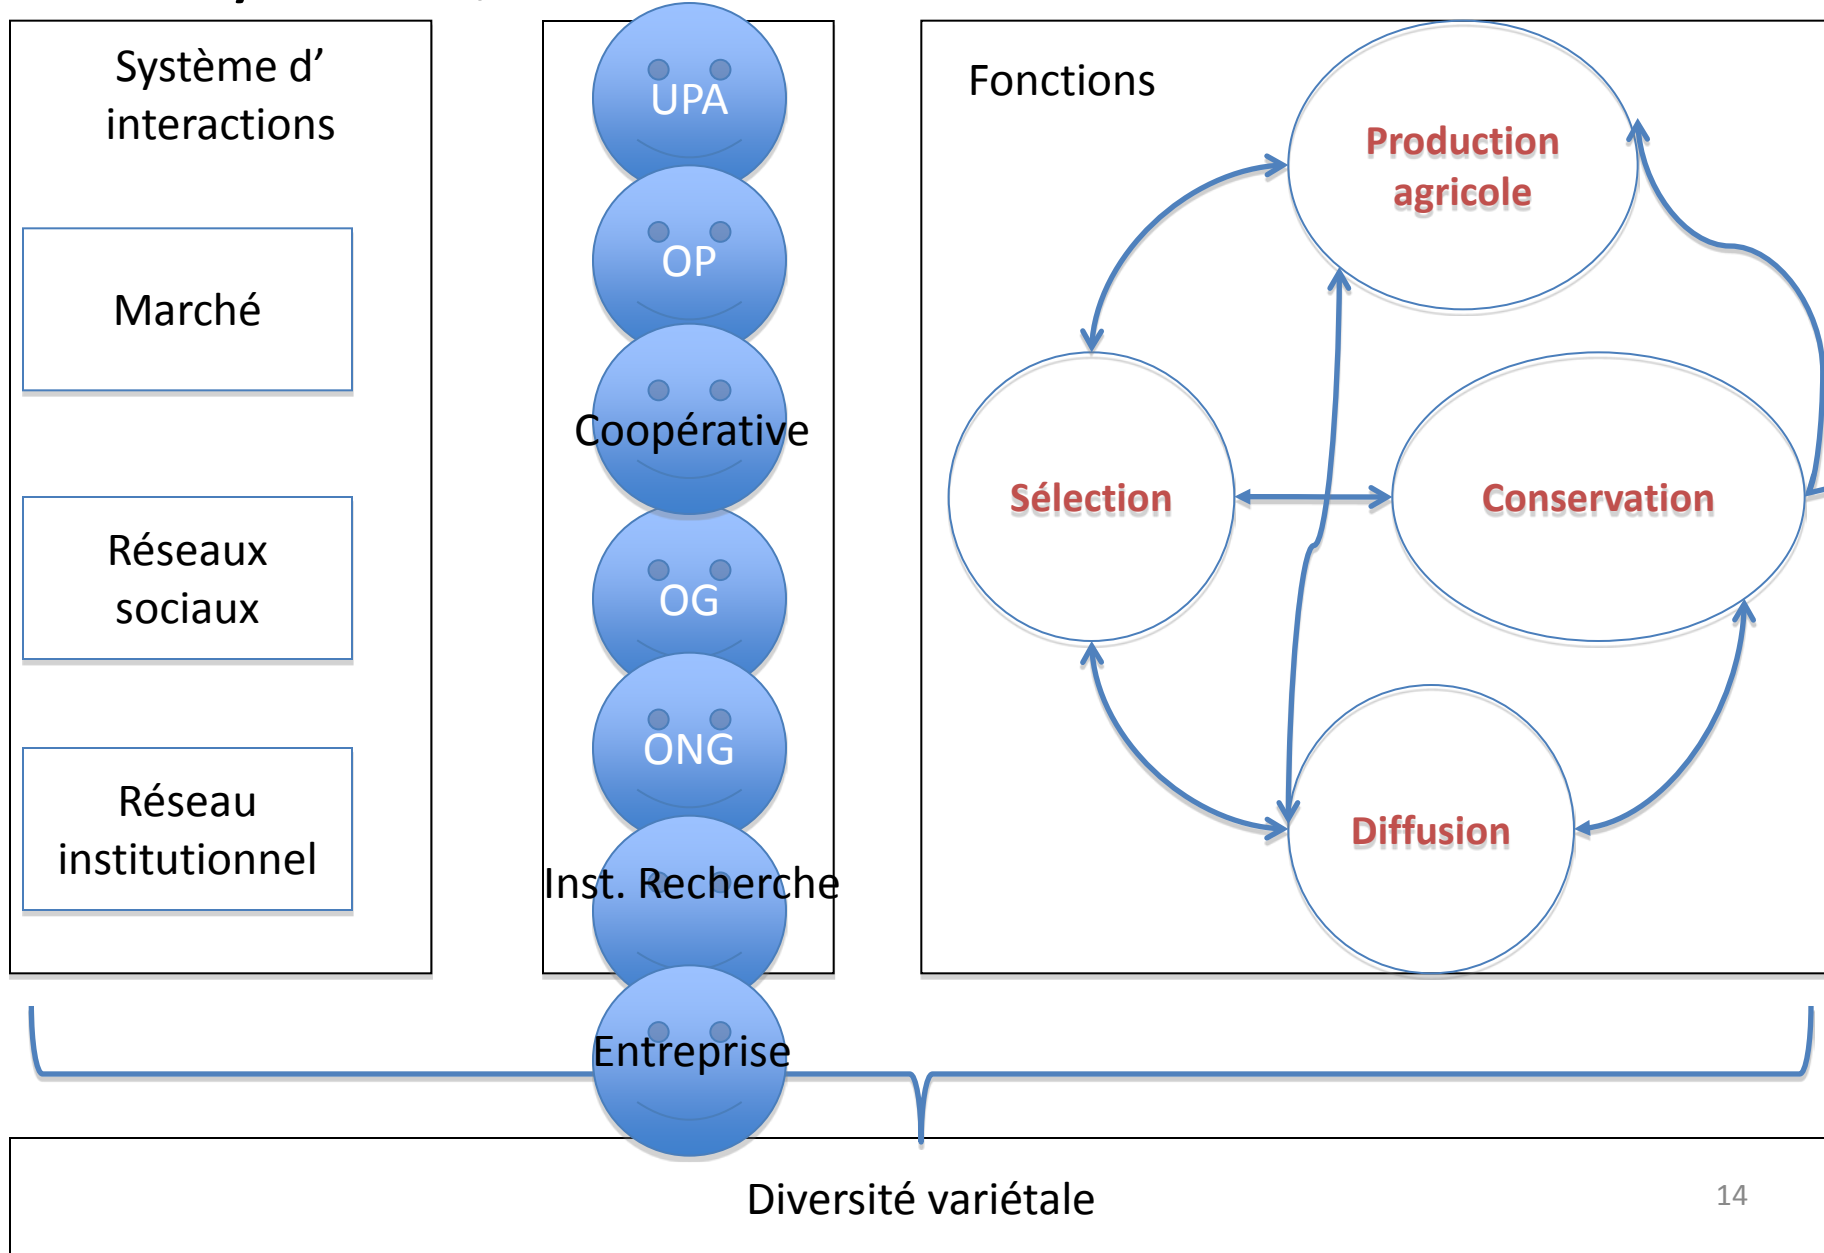 Système d’
interactions
Marché
Réseaux
sociaux
Réseau
institutionnel
UPA
OP
Coopérative
OG
ONG
Inst. Recherche
Entreprise
Fonctions
Production
agricole
Sélection
Conservation
Diffusion
Diversité variétale
14